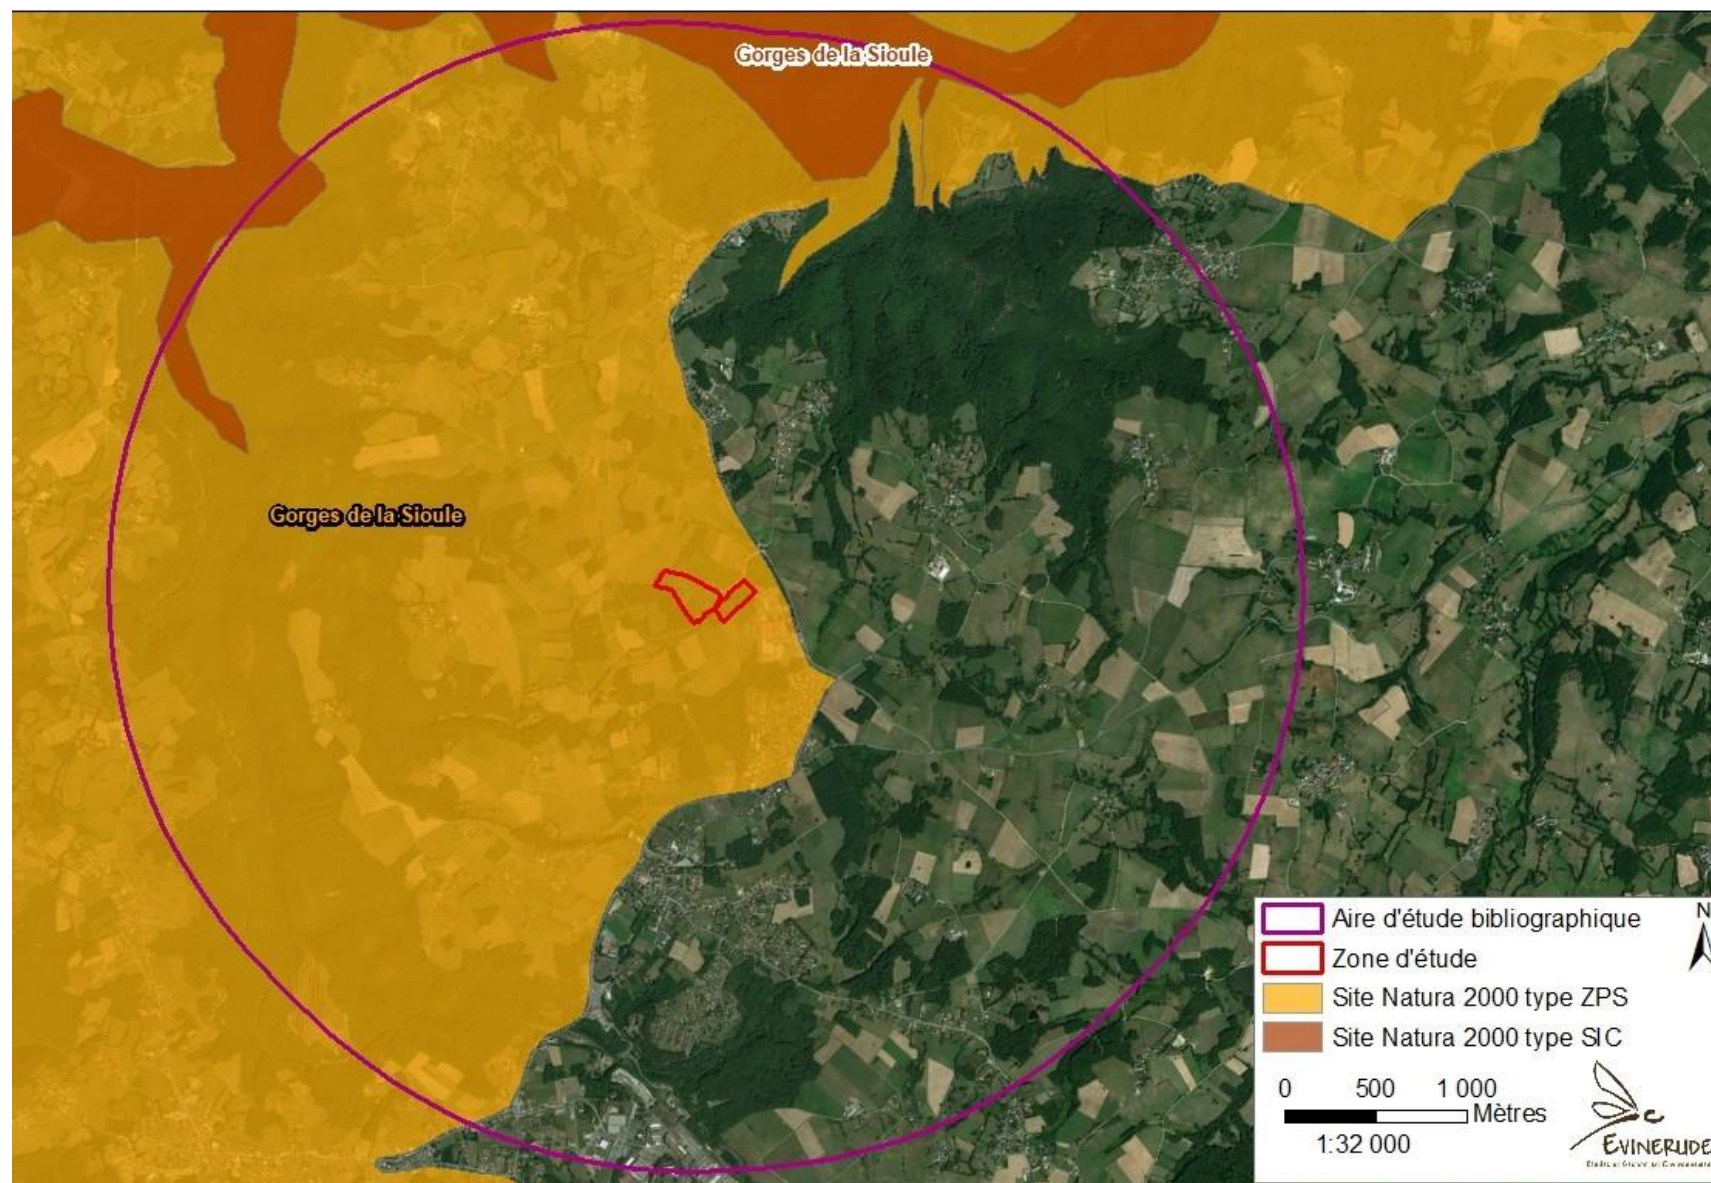 Gorges de la Sioule
Gorges de la Sioule
Aire d'étude bibliographique
N
Zone d'étude
Site Natura 2000 type ZPS
Site Natura 2000 type SIC
0 500 1 000
Mètres
1:32 000
EVINERUDE